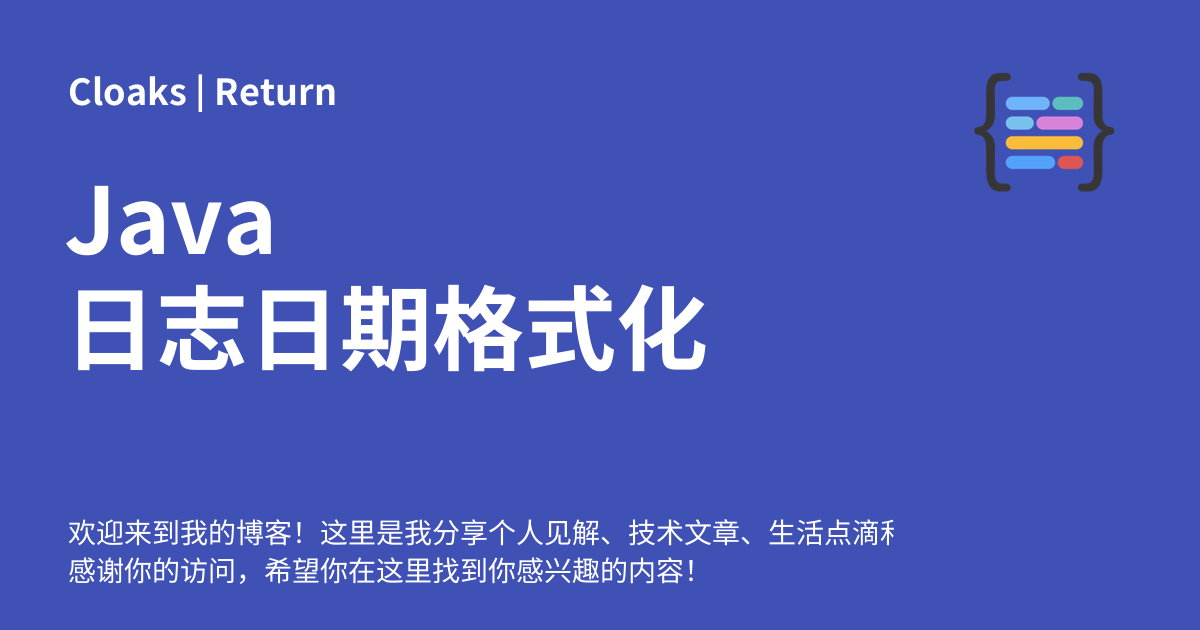 Cloaks | Return
Java
日志日期格式化
欢迎来到我的博客！这里是我分享个人见解、技术文章、生活点滴
感谢你的访问，希望你在这里找到你感兴趣的内容！